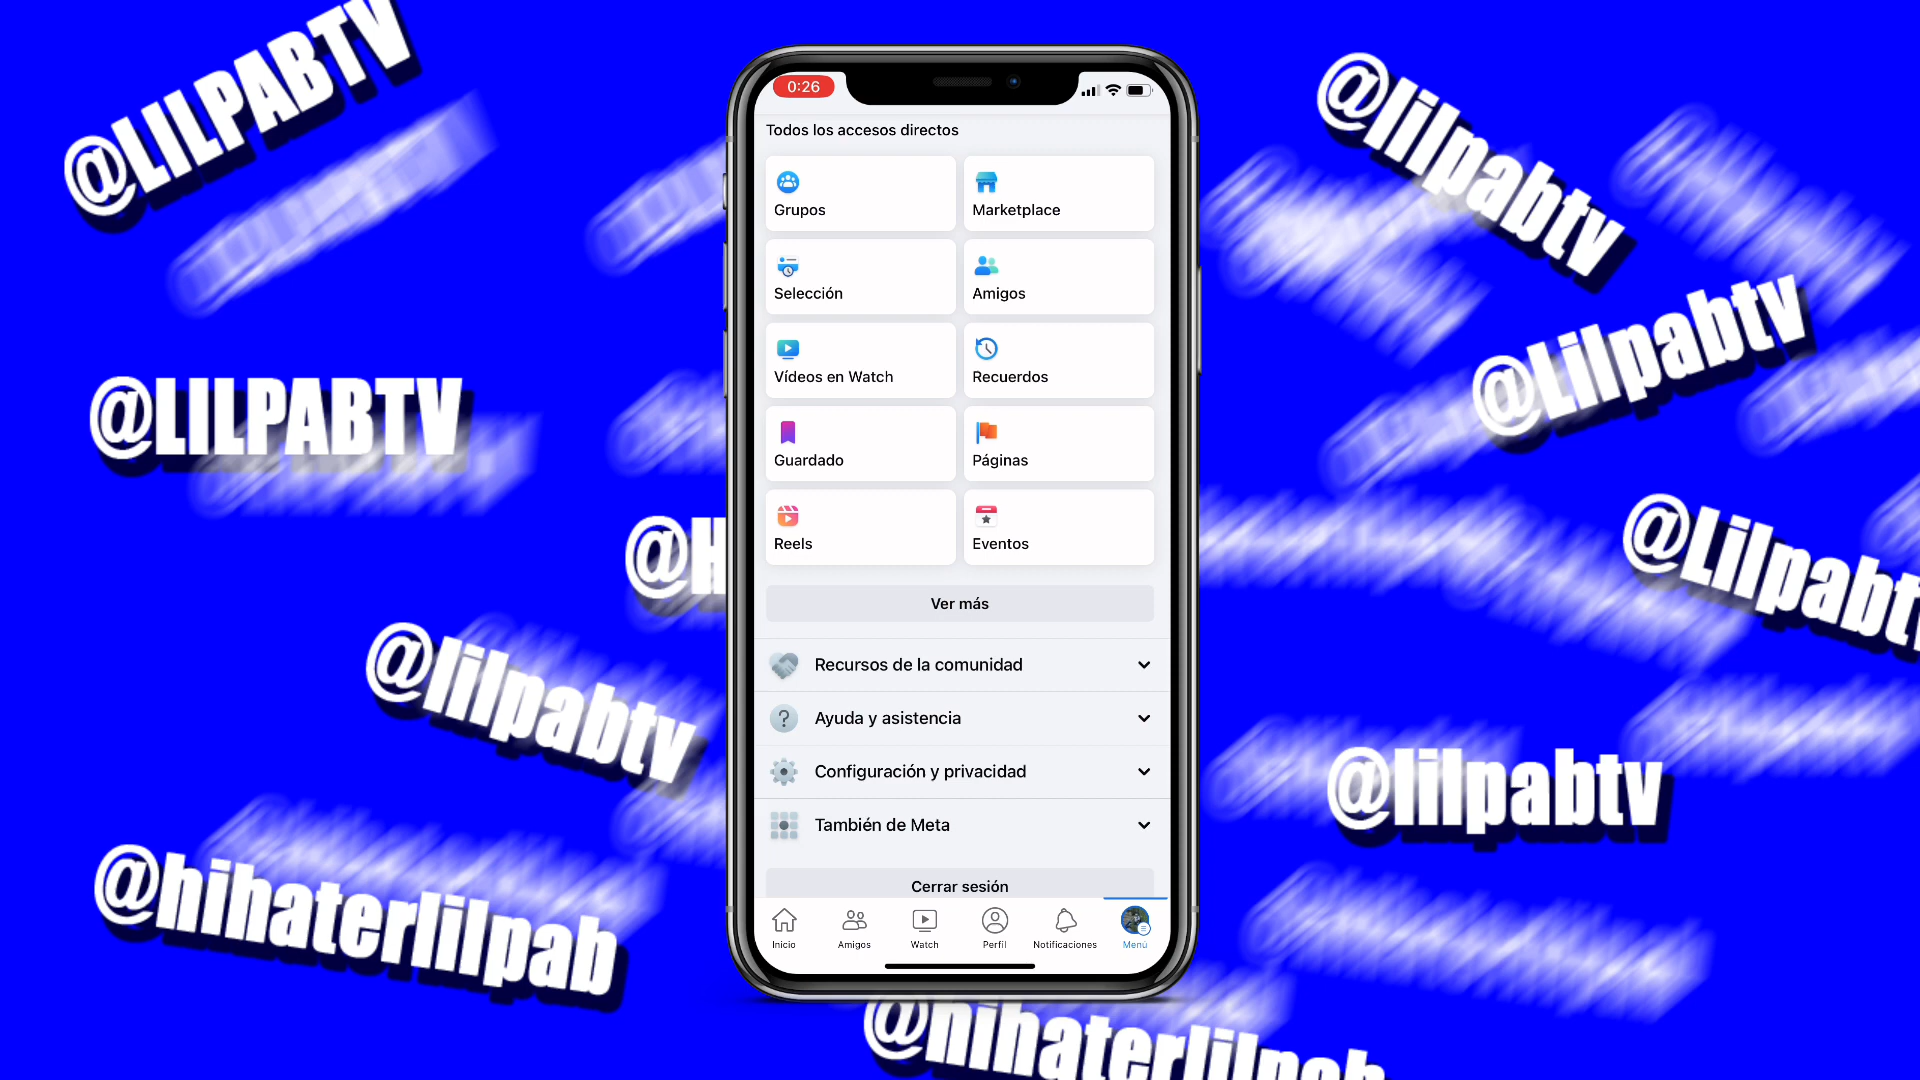 @LILPABTV
@lilpabtv
@Lilpabtv
@LILPABTV
@H
@Lilpabt
@lilpabtv
@lilpabtv
@hihaterlilpab
@hihaterlilpab
0:26
Todos los accesos directos
Grupos
Marketplace
Selección
Amigos
Vídeos en Watch
Recuerdos
Guardado
Páginas
Reels
Eventos
Ver más
Recursos de la comunidad
Ayuda y asistencia
Configuración y privacidad
También de Meta
Cerrar sesión
Inicio
Amigos
Watch
Perfil
Notificaciones
Menú